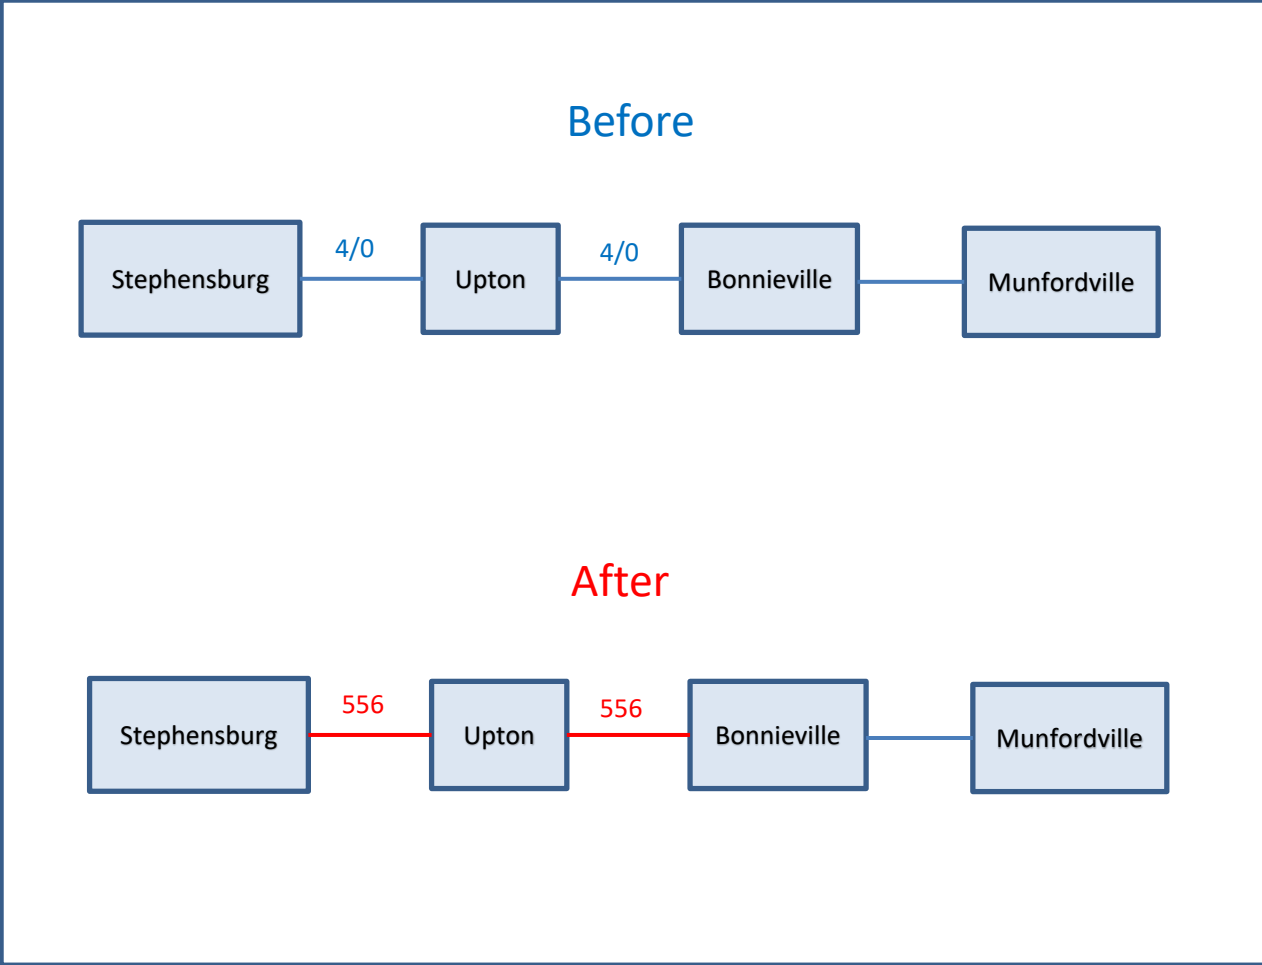 Before
4/0
4/0
Stephensburg
Upton
Bonnieville
Munfordville
After
556
556
Stephensburg
Upton
Bonnieville
Munfordville